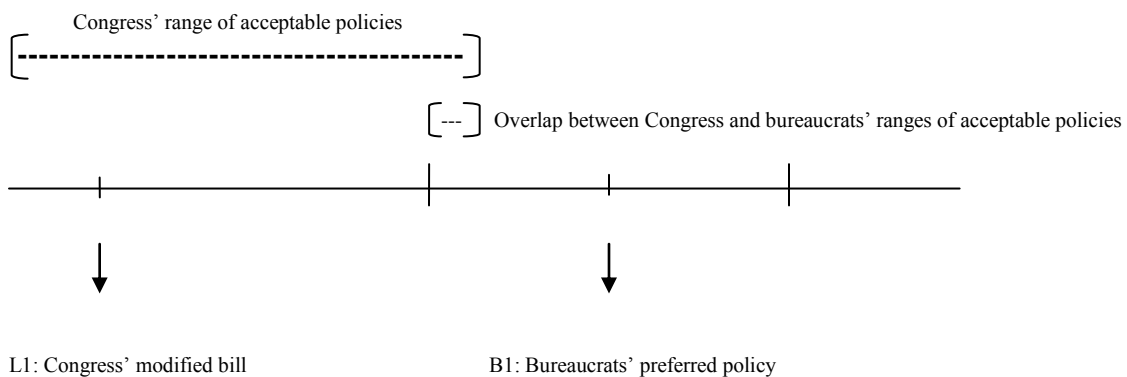 Congress’ range of acceptable policies
Overlap between Congress and bureaucrats’ ranges of acceptable policies
L1: Congress’ modified bill
B1: Bureaucrats’ preferred policy